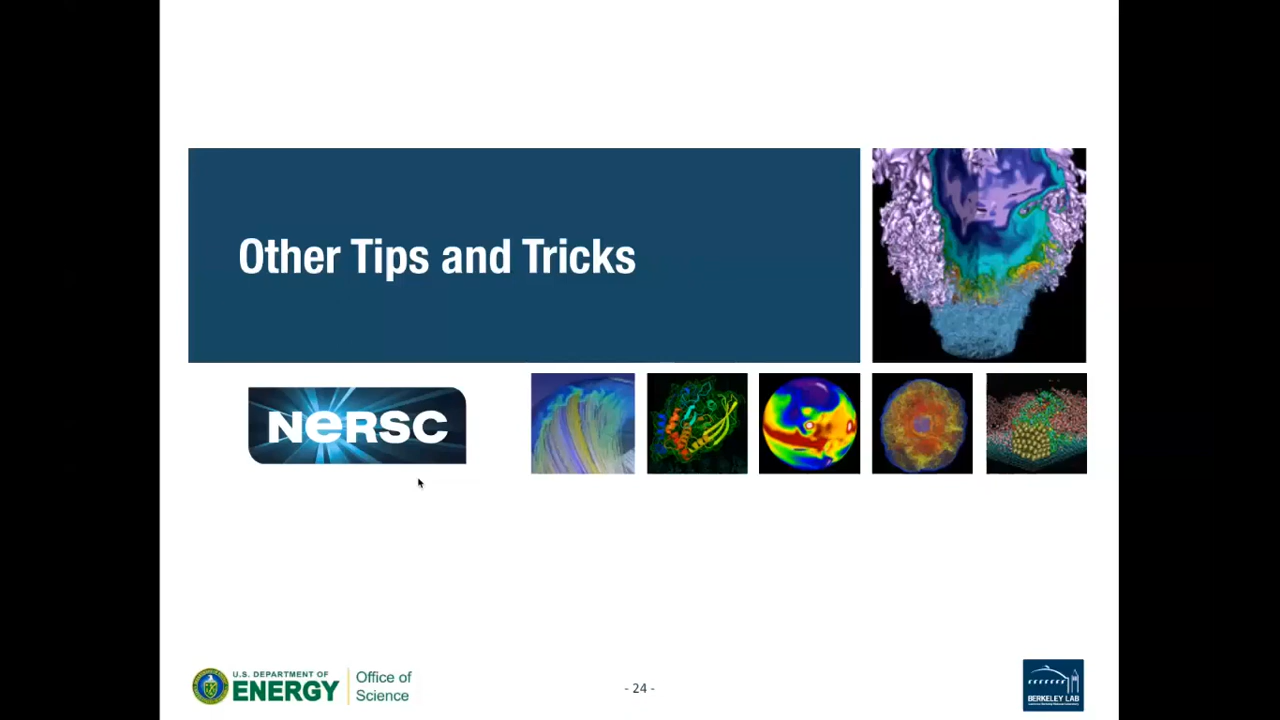 Other Tips and Tricks
NERSC
U.S. DEPARTMENT OF
ENERGY
Office of
Science
- 24 -
BERKELEY LAB